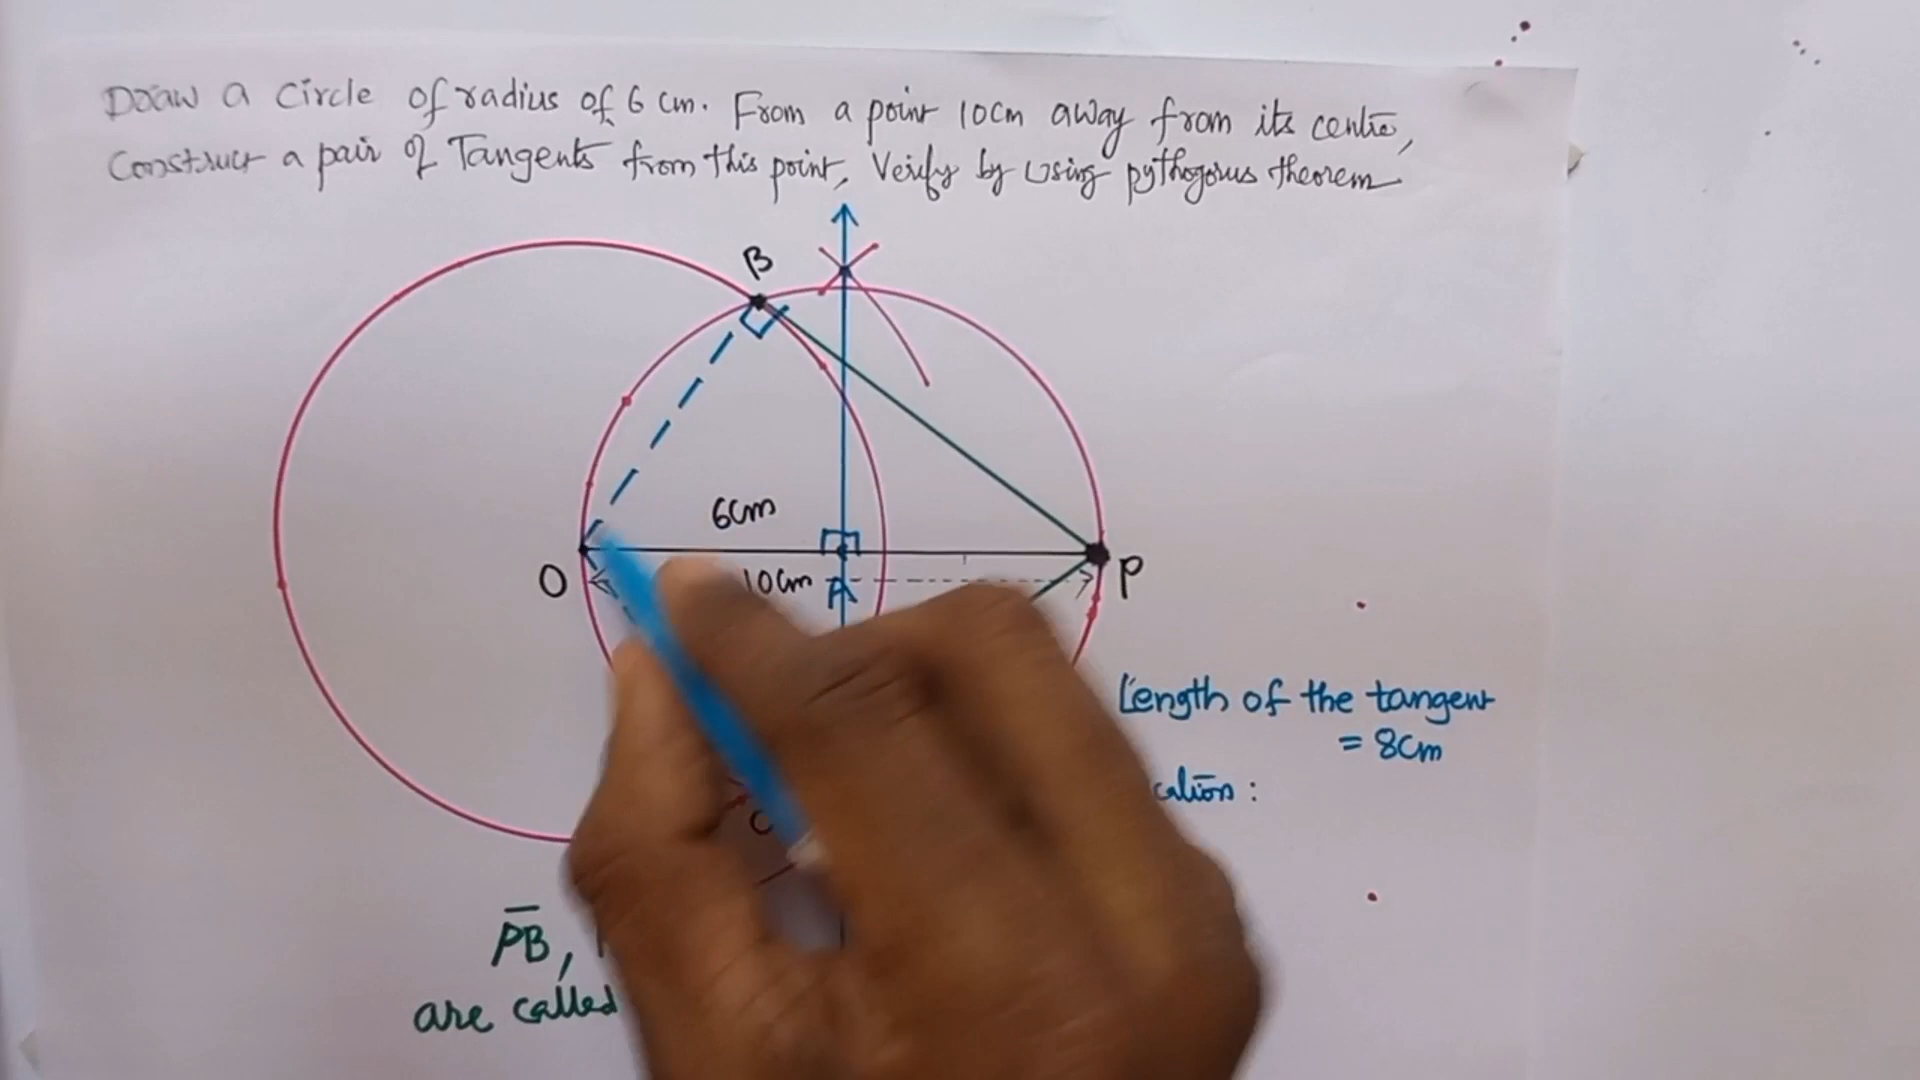 Draw a Circle of radius of 6 cm. From a point 10cm away from its centre,
Construct a pair of Tangents from this point, Verify by Using pythogorus theorem
B
6cm
O
10cm
A
P
Length of the tangent
= 8cm
cation:
C
PB,
are called